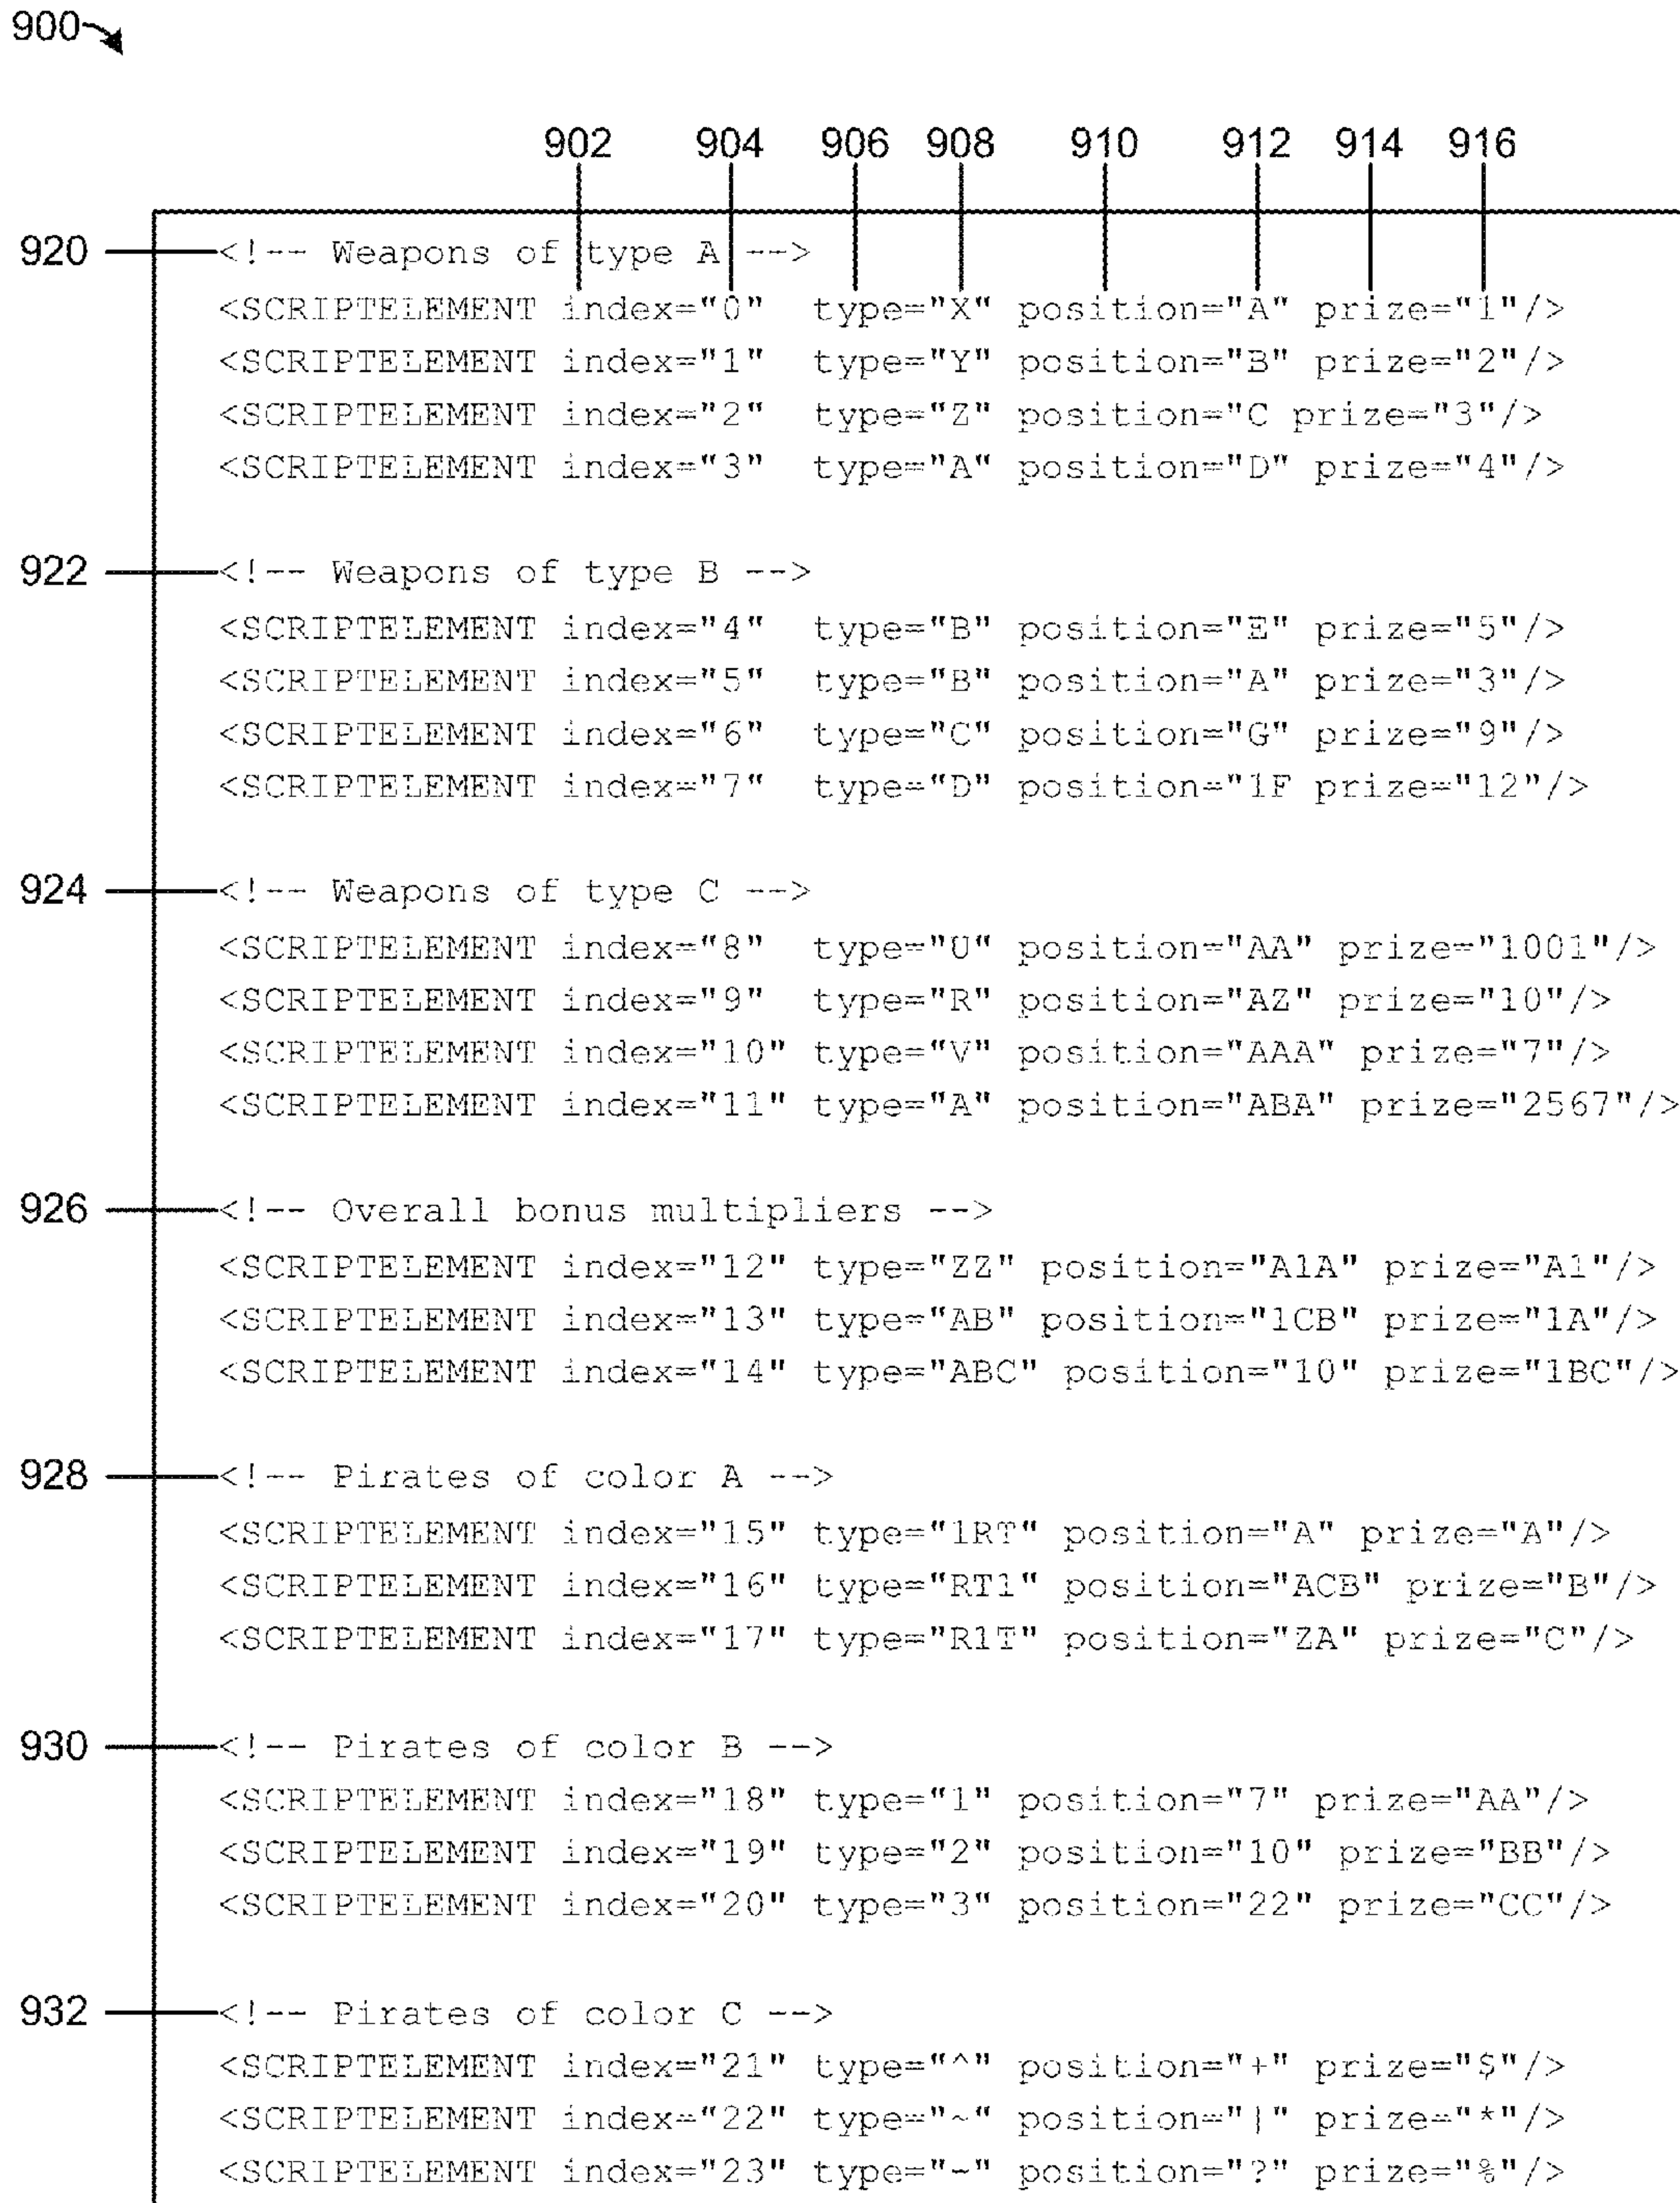 900
902 904 906 908 910 912 914 916
920 <!-- Weapons of type A -->
<SCRIPTELEMENT index="0" type="X" position="A" prize="1"/>
<SCRIPTELEMENT index="1" type="Y" position="B" prize="2"/>
<SCRIPTELEMENT index="2" type="Z" position="C prize="3"/>
<SCRIPTELEMENT index="3" type="A" position="D" prize="4"/>
922 <!-- Weapons of type B -->
<SCRIPTELEMENT index="4" type="B" position="E" prize="5"/>
<SCRIPTELEMENT index="5" type="B" position="A" prize="3"/>
<SCRIPTELEMENT index="6" type="C" position="G" prize="9"/>
<SCRIPTELEMENT index="7" type="D" position="1F prize="12"/>
924 <!-- Weapons of type C -->
<SCRIPTELEMENT index="8" type="U" position="AA" prize="1001"/>
<SCRIPTELEMENT index="9" type="R" position="AZ" prize="10"/>
<SCRIPTELEMENT index="10" type="V" position="AAA" prize="7"/>
<SCRIPTELEMENT index="11" type="A" position="ABA" prize="2567"/>
926 <!-- Overall bonus multipliers -->
<SCRIPTELEMENT index="12" type="ZZ" position="A1A" prize="A1"/>
<SCRIPTELEMENT index="13" type="AB" position="1CB" prize="1A"/>
<SCRIPTELEMENT index="14" type="ABC" position="10" prize="1BC"/>
928 <!-- Pirates of color A -->
<SCRIPTELEMENT index="15" type="1RT" position="A" prize="A"/>
<SCRIPTELEMENT index="16" type="RT1" position="ACB" prize="B"/>
<SCRIPTELEMENT index="17" type="R1T" position="ZA" prize="C"/>
930 <!-- Pirates of color B -->
<SCRIPTELEMENT index="18" type="1" position="7" prize="AA"/>
<SCRIPTELEMENT index="19" type="2" position="10" prize="BB"/>
<SCRIPTELEMENT index="20" type="3" position="22" prize="CC"/>
932 <!-- Pirates of color C -->
<SCRIPTELEMENT index="21" type="^" position="+" prize="$"/>
<SCRIPTELEMENT index="22" type="~" position="|" prize="*"/>
<SCRIPTELEMENT index="23" type="-" position="?" prize="%"/>